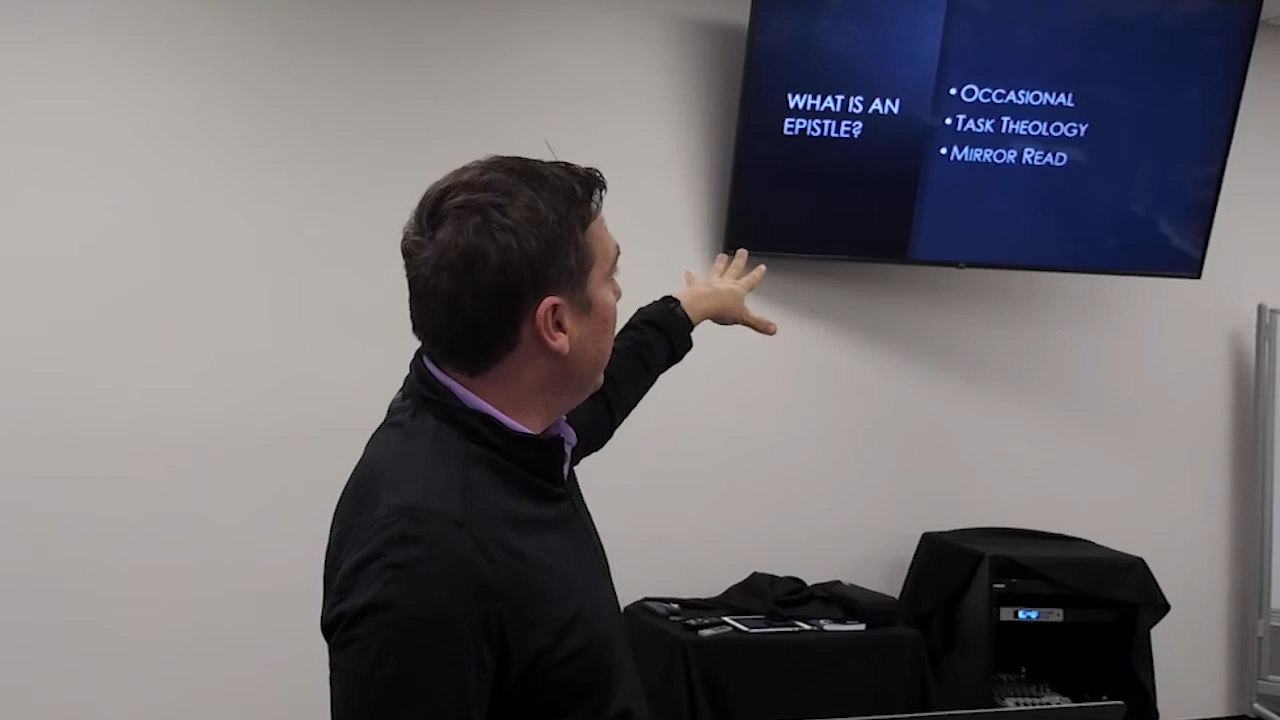 WHAT IS AN
EPISTLE?
• OCCASIONAL
• TASK THEOLOGY
• MIRROR READ